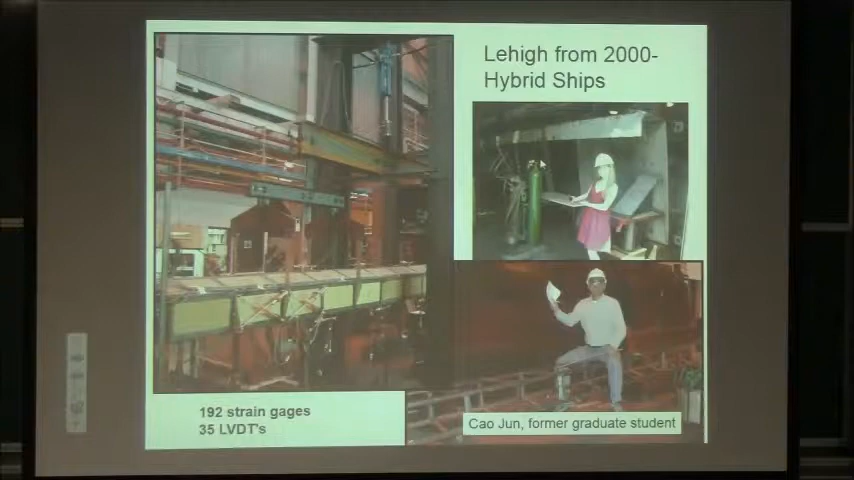 Lehigh from 2000-
Hybrid Ships
192 strain gages
35 LVDT's
Cao Jun, former graduate student